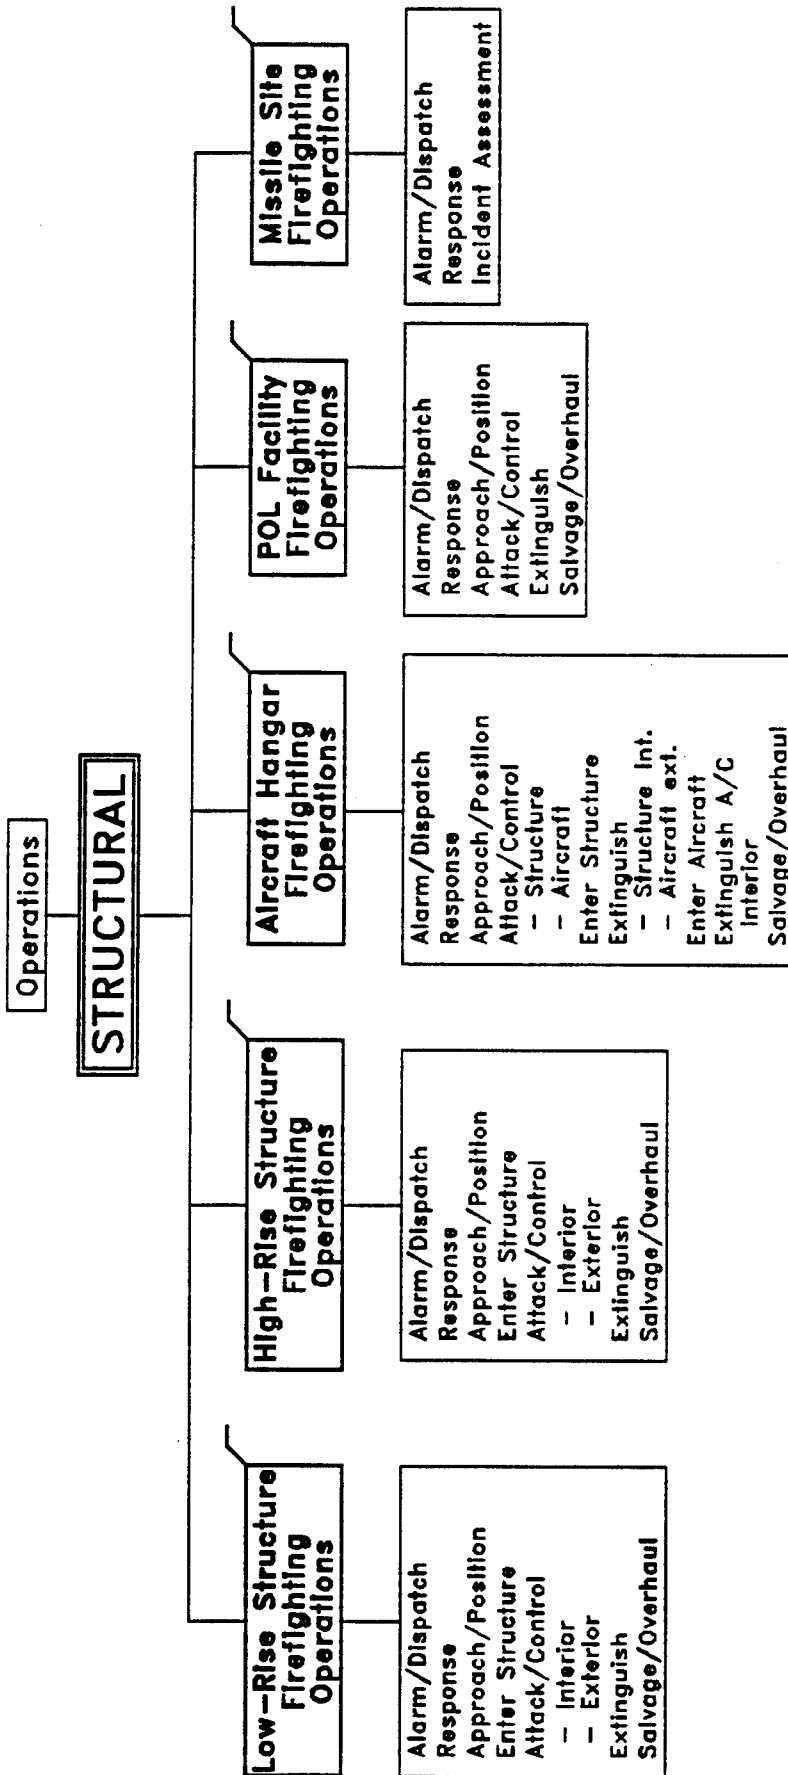 Operations
STRUCTURAL
Low-Rise Structure
Firefighting
Operations
Alarm/Dispatch
Response
Approach/Position
Enter Structure
Attack/Control
- Interior
- Exterior
Extinguish
Salvage/Overhaul
High-Rise Structure
Firefighting
Operations
Alarm/Dispatch
Response
Approach/Position
Enter Structure
Attack/Control
- Interior
- Exterior
Extinguish
Salvage/Overhaul
Aircraft Hangar
Firefighting
Operations
Alarm/Dispatch
Response
Approach/Position
Attack/Control
- Structure
- Aircraft
Enter Structure
Extinguish
- Structure Int.
- Aircraft ext.
Enter Aircraft
Extinguish A/C
Interior
Salvage/Overhaul
POL Facility
Firefighting
Operations
Alarm/Dispatch
Response
Approach/Position
Attack/Control
Extinguish
Salvage/Overhaul
Missile Site
Firefighting
Operations
Alarm/Dispatch
Response
Incident Assessment